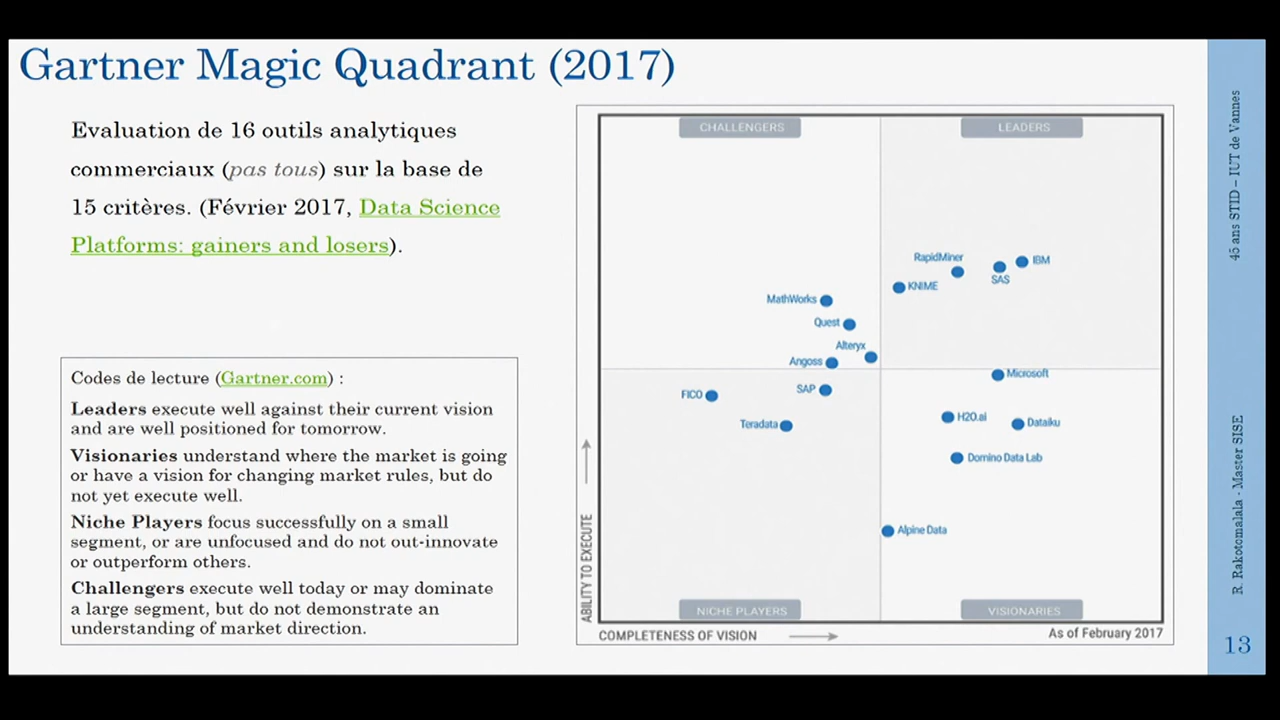 Gartner Magic Quadrant (2017)
Evaluation de 16 outils analytiques
commerciaux (pas tous) sur la base de
15 critères. (Février 2017, Data Science
Platforms: gainers and losers).
Codes de lecture (Gartner.com) :
Leaders execute well against their current vision
and are well positioned for tomorrow.
Visionaries understand where the market is going
or have a vision for changing market rules, but do
not yet execute well.
Niche Players focus successfully on a small
segment, or are unfocused and do not out-innovate
or outperform others.
Challengers execute well today or may dominate
a large segment, but do not demonstrate an
understanding of market direction.
CHALLENGERS
LEADERS
RapidMiner
IBM
SAS
KNIME
MathWorks
Quest
Alteryx
Angoss
Microsoft
FICO
SAP
H2O.ai
Dataiku
Teradata
Domino Data Lab
Alpine Data
NICHE PLAYERS
VISIONARIES
ABILITY TO EXECUTE
COMPLETENESS OF VISION
As of February 2017
45 ans STID – IUT de Vannes
R. Rakotomalala - Master SISE
13